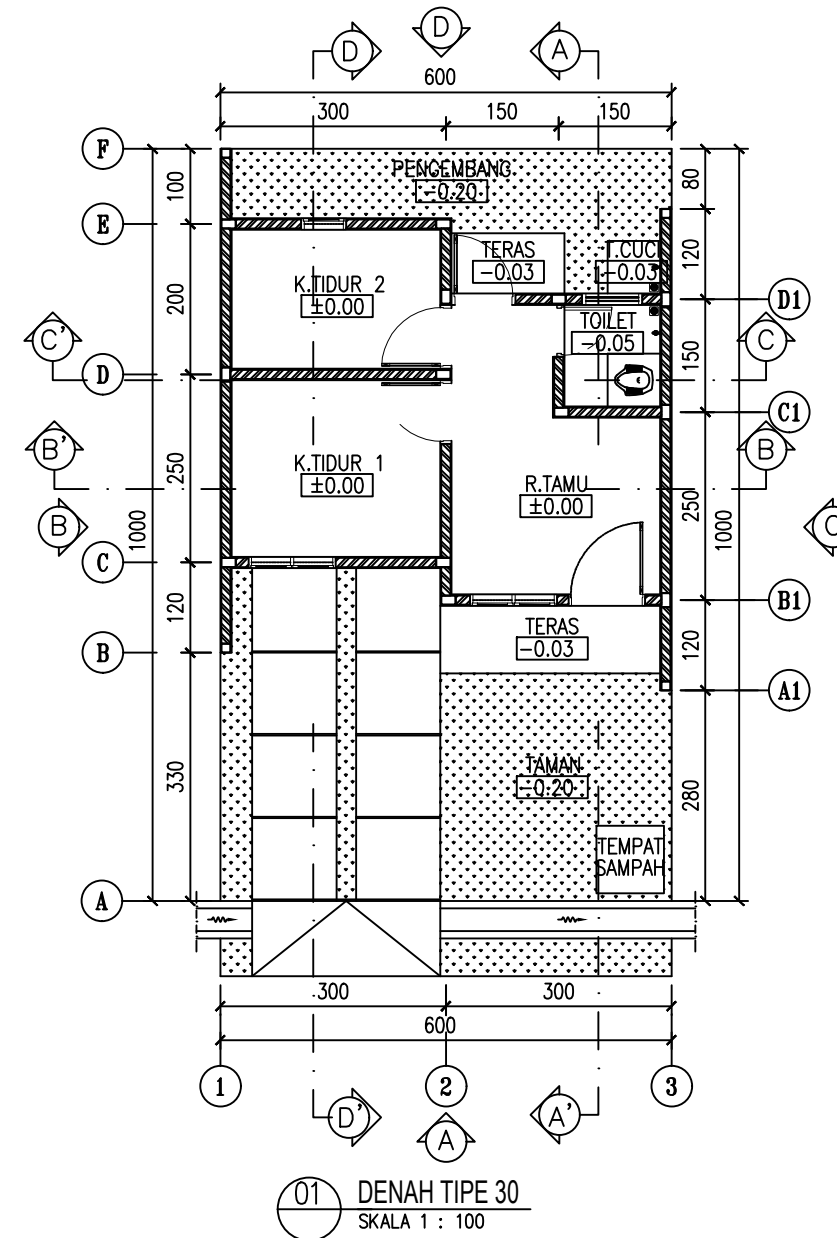 D
D
A
600
300
150
150
F
E
D
C
B
A
100
200
250
120
330
1000
PENGEMBANG
-0.20
TERAS
-0.03
T.CUCI
-0.03
K.TIDUR 2
±0.00
TOILET
-0.05
K.TIDUR 1
±0.00
R.TAMU
±0.00
TERAS
-0.03
TAMAN
-0.20
TEMPAT
SAMPAH
80
120
150
250
120
280
1000
D1
C1
B1
A1
C'
C
B'
B
B
C
300
300
600
1
2
3
D'
A
A'
01
DENAH TIPE 30
SKALA 1 : 100